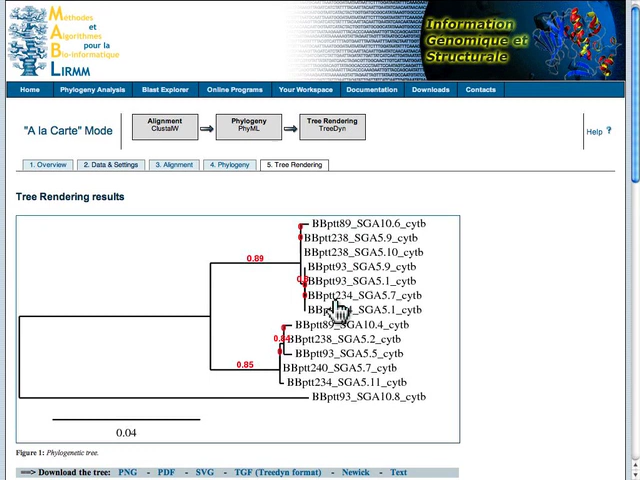 Méthodes
et
Algorithmes
pour la
Bio-informatique
LIRMM
Information
Génomique et
Structurale
Home Phylogeny Analysis Blast Explorer Online Programs Your Workspace Documentation Downloads Contacts
"A la Carte" Mode
Alignment
ClustalW
Phylogeny
PhyML
Tree Rendering
TreeDyn
Help ?
1. Overview 2. Data & Settings 3. Alignment 4. Phylogeny 5. Tree Rendering
Tree Rendering results
BBptt89_SGA10.6_cytb
BBptt238_SGA5.9_cytb
BBptt238_SGA5.10_cytb
0.89
BBptt93_SGA5.9_cytb
BBptt93_SGA5.1_cytb
BBptt234_SGA5.7_cytb
SGA5.1_cytb
BBptt89_SGA10.4_cytb
BBptt238_SGA5.2_cytb
BBptt93_SGA5.5_cytb
0.85
BBptt240_SGA5.7_cytb
BBptt234_SGA5.11_cytb
BBptt93_SGA10.8_cytb
0.04
Figure 1: Phylogenetic tree.
==> Download the tree: PNG - PDF - SVG - TGF (Treedyn format) - Newick - Text